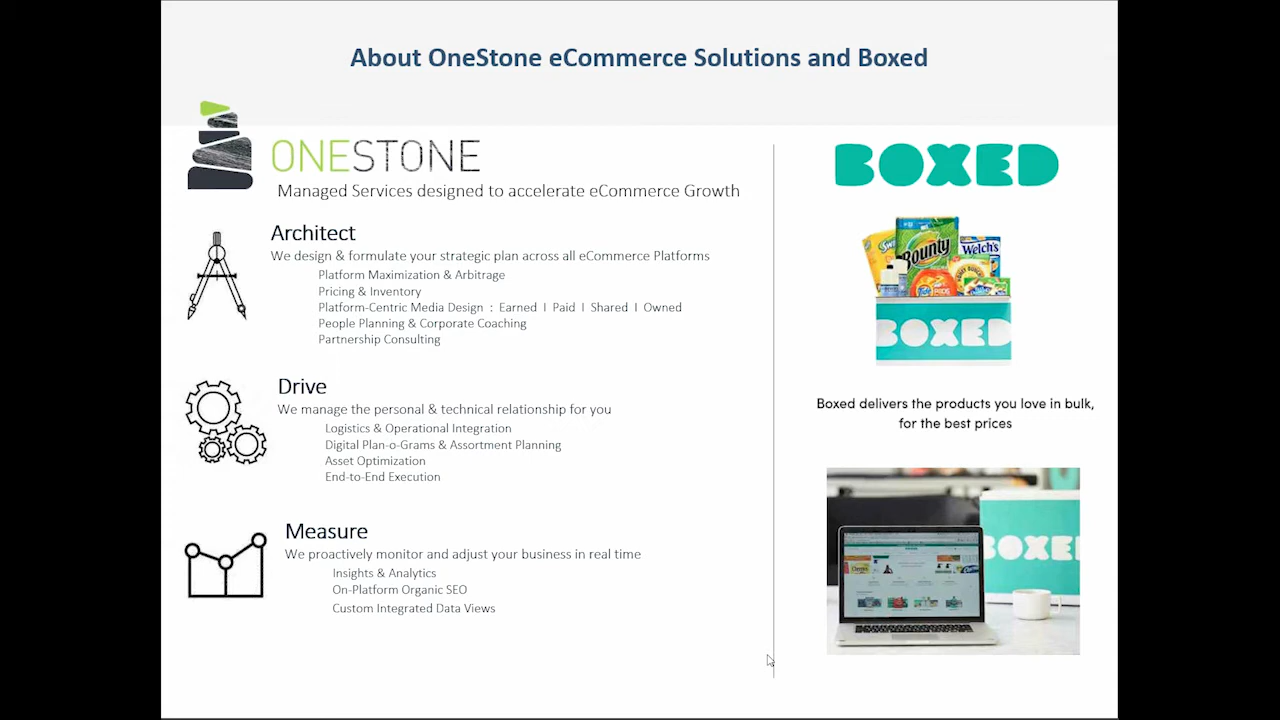 About OneStone eCommerce Solutions and Boxed
ONESTONE
Managed Services designed to accelerate eCommerce Growth
Architect
We design & formulate your strategic plan across all eCommerce Platforms
Platform Maximization & Arbitrage
Pricing & Inventory
Platform-Centric Media Design : Earned I Paid I Shared I Owned
People Planning & Corporate Coaching
Partnership Consulting
Drive
We manage the personal & technical relationship for you
Logistics & Operational Integration
Digital Plan-o-Grams & Assortment Planning
Asset Optimization
End-to-End Execution
Measure
We proactively monitor and adjust your business in real time
Insights & Analytics
On-Platform Organic SEO
Custom Integrated Data Views
BOXED
Bounty
Welch's
Tide
BOXED
Boxed delivers the products you love in bulk,
for the best prices
BOXED